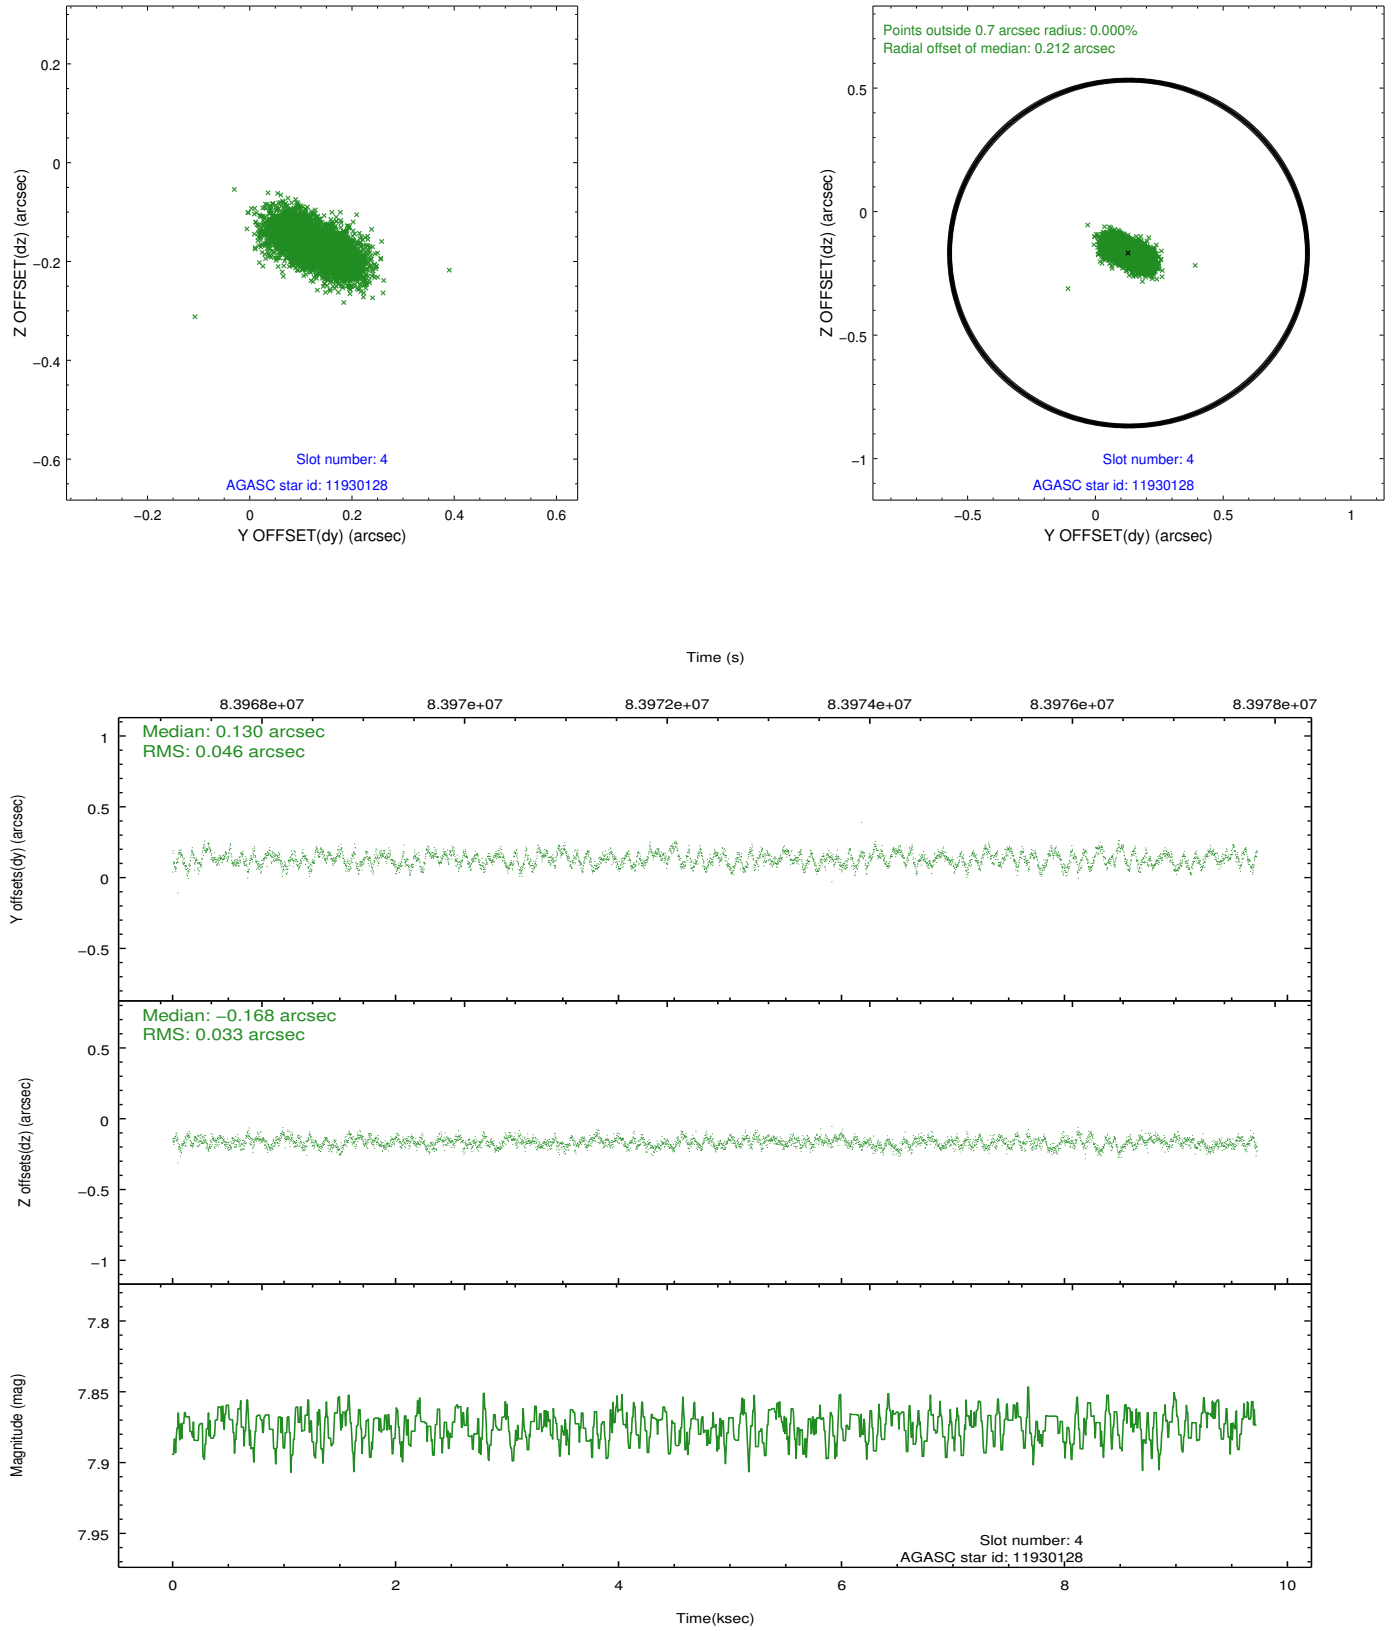 0.2
0
−0.2
−0.4
−0.6
Z OFFSET(dz) (arcsec)
Slot number: 4
AGASC star id: 11930128
−0.2 0 0.2 0.4 0.6
Y OFFSET(dy) (arcsec)
Points outside 0.7 arcsec radius: 0.000%
Radial offset of median: 0.212 arcsec
0.5
0
−0.5
−1
Z OFFSET(dz) (arcsec)
Slot number: 4
AGASC star id: 11930128
−0.5 0 0.5 1
Y OFFSET(dy) (arcsec)
Time (s)
8.3968e+07 8.397e+07 8.3972e+07 8.3974e+07 8.3976e+07 8.3978e+07
Median: 0.130 arcsec
RMS: 0.046 arcsec
1
0.5
0
−0.5
Y offsets(dy) (arcsec)
Median: −0.168 arcsec
RMS: 0.033 arcsec
0.5
0
−0.5
−1
Z offsets(dz) (arcsec)
7.8
7.85
7.9
7.95
Magnitude (mag)
Slot number: 4
AGASC star id: 11930128
0 2 4 6 8 10
Time(ksec)